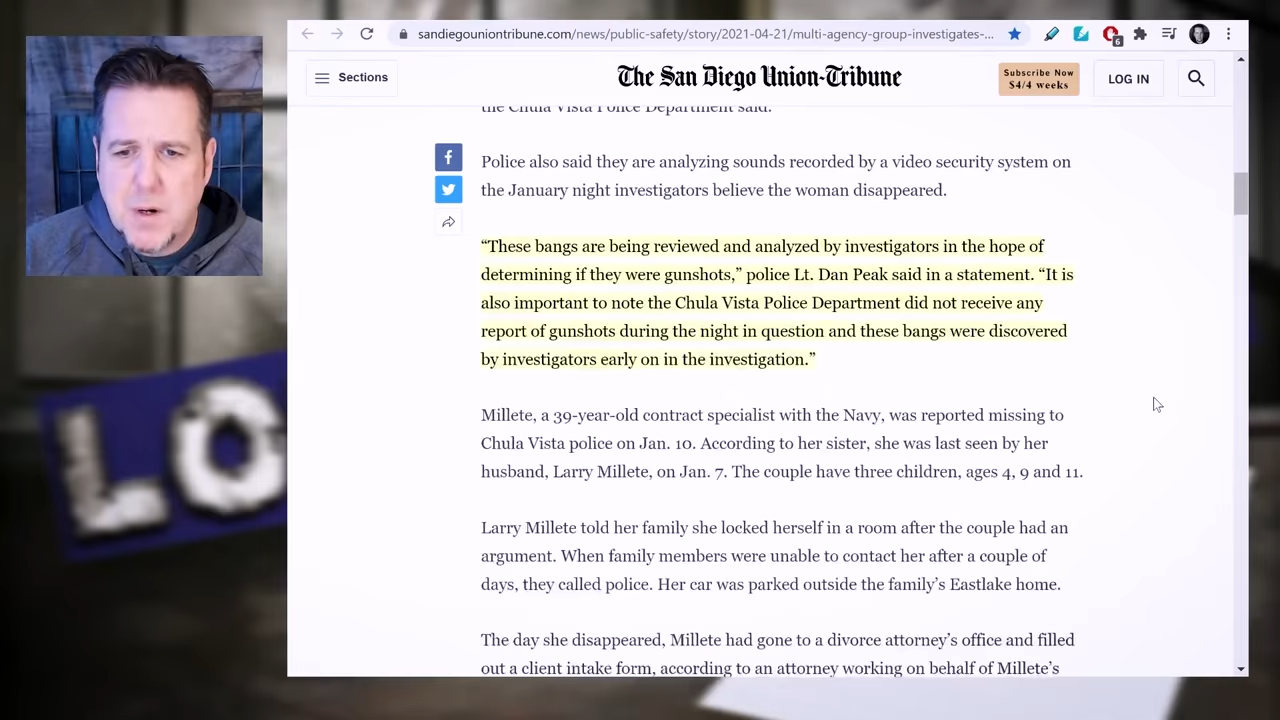 sandiegouniontribune.com/news/public-safety/story/2021-04-21/multi-agency-group-investigates-...
6
Sections
The San Diego Union-Tribune
Subscribe Now
$4/4 weeks
LOG IN
the Chula Vista Police Department said.
Police also said they are analyzing sounds recorded by a video security system on
the January night investigators believe the woman disappeared.
“These bangs are being reviewed and analyzed by investigators in the hope of
determining if they were gunshots,” police Lt. Dan Peak said in a statement. “It is
also important to note the Chula Vista Police Department did not receive any
report of gunshots during the night in question and these bangs were discovered
by investigators early on in the investigation.”
Millete, a 39-year-old contract specialist with the Navy, was reported missing to
Chula Vista police on Jan. 10. According to her sister, she was last seen by her
husband, Larry Millete, on Jan. 7. The couple have three children, ages 4, 9 and 11.
Larry Millete told her family she locked herself in a room after the couple had an
argument. When family members were unable to contact her after a couple of
days, they called police. Her car was parked outside the family’s Eastlake home.
The day she disappeared, Millete had gone to a divorce attorney’s office and filled
out a client intake form, according to an attorney working on behalf of Millete’s
LO